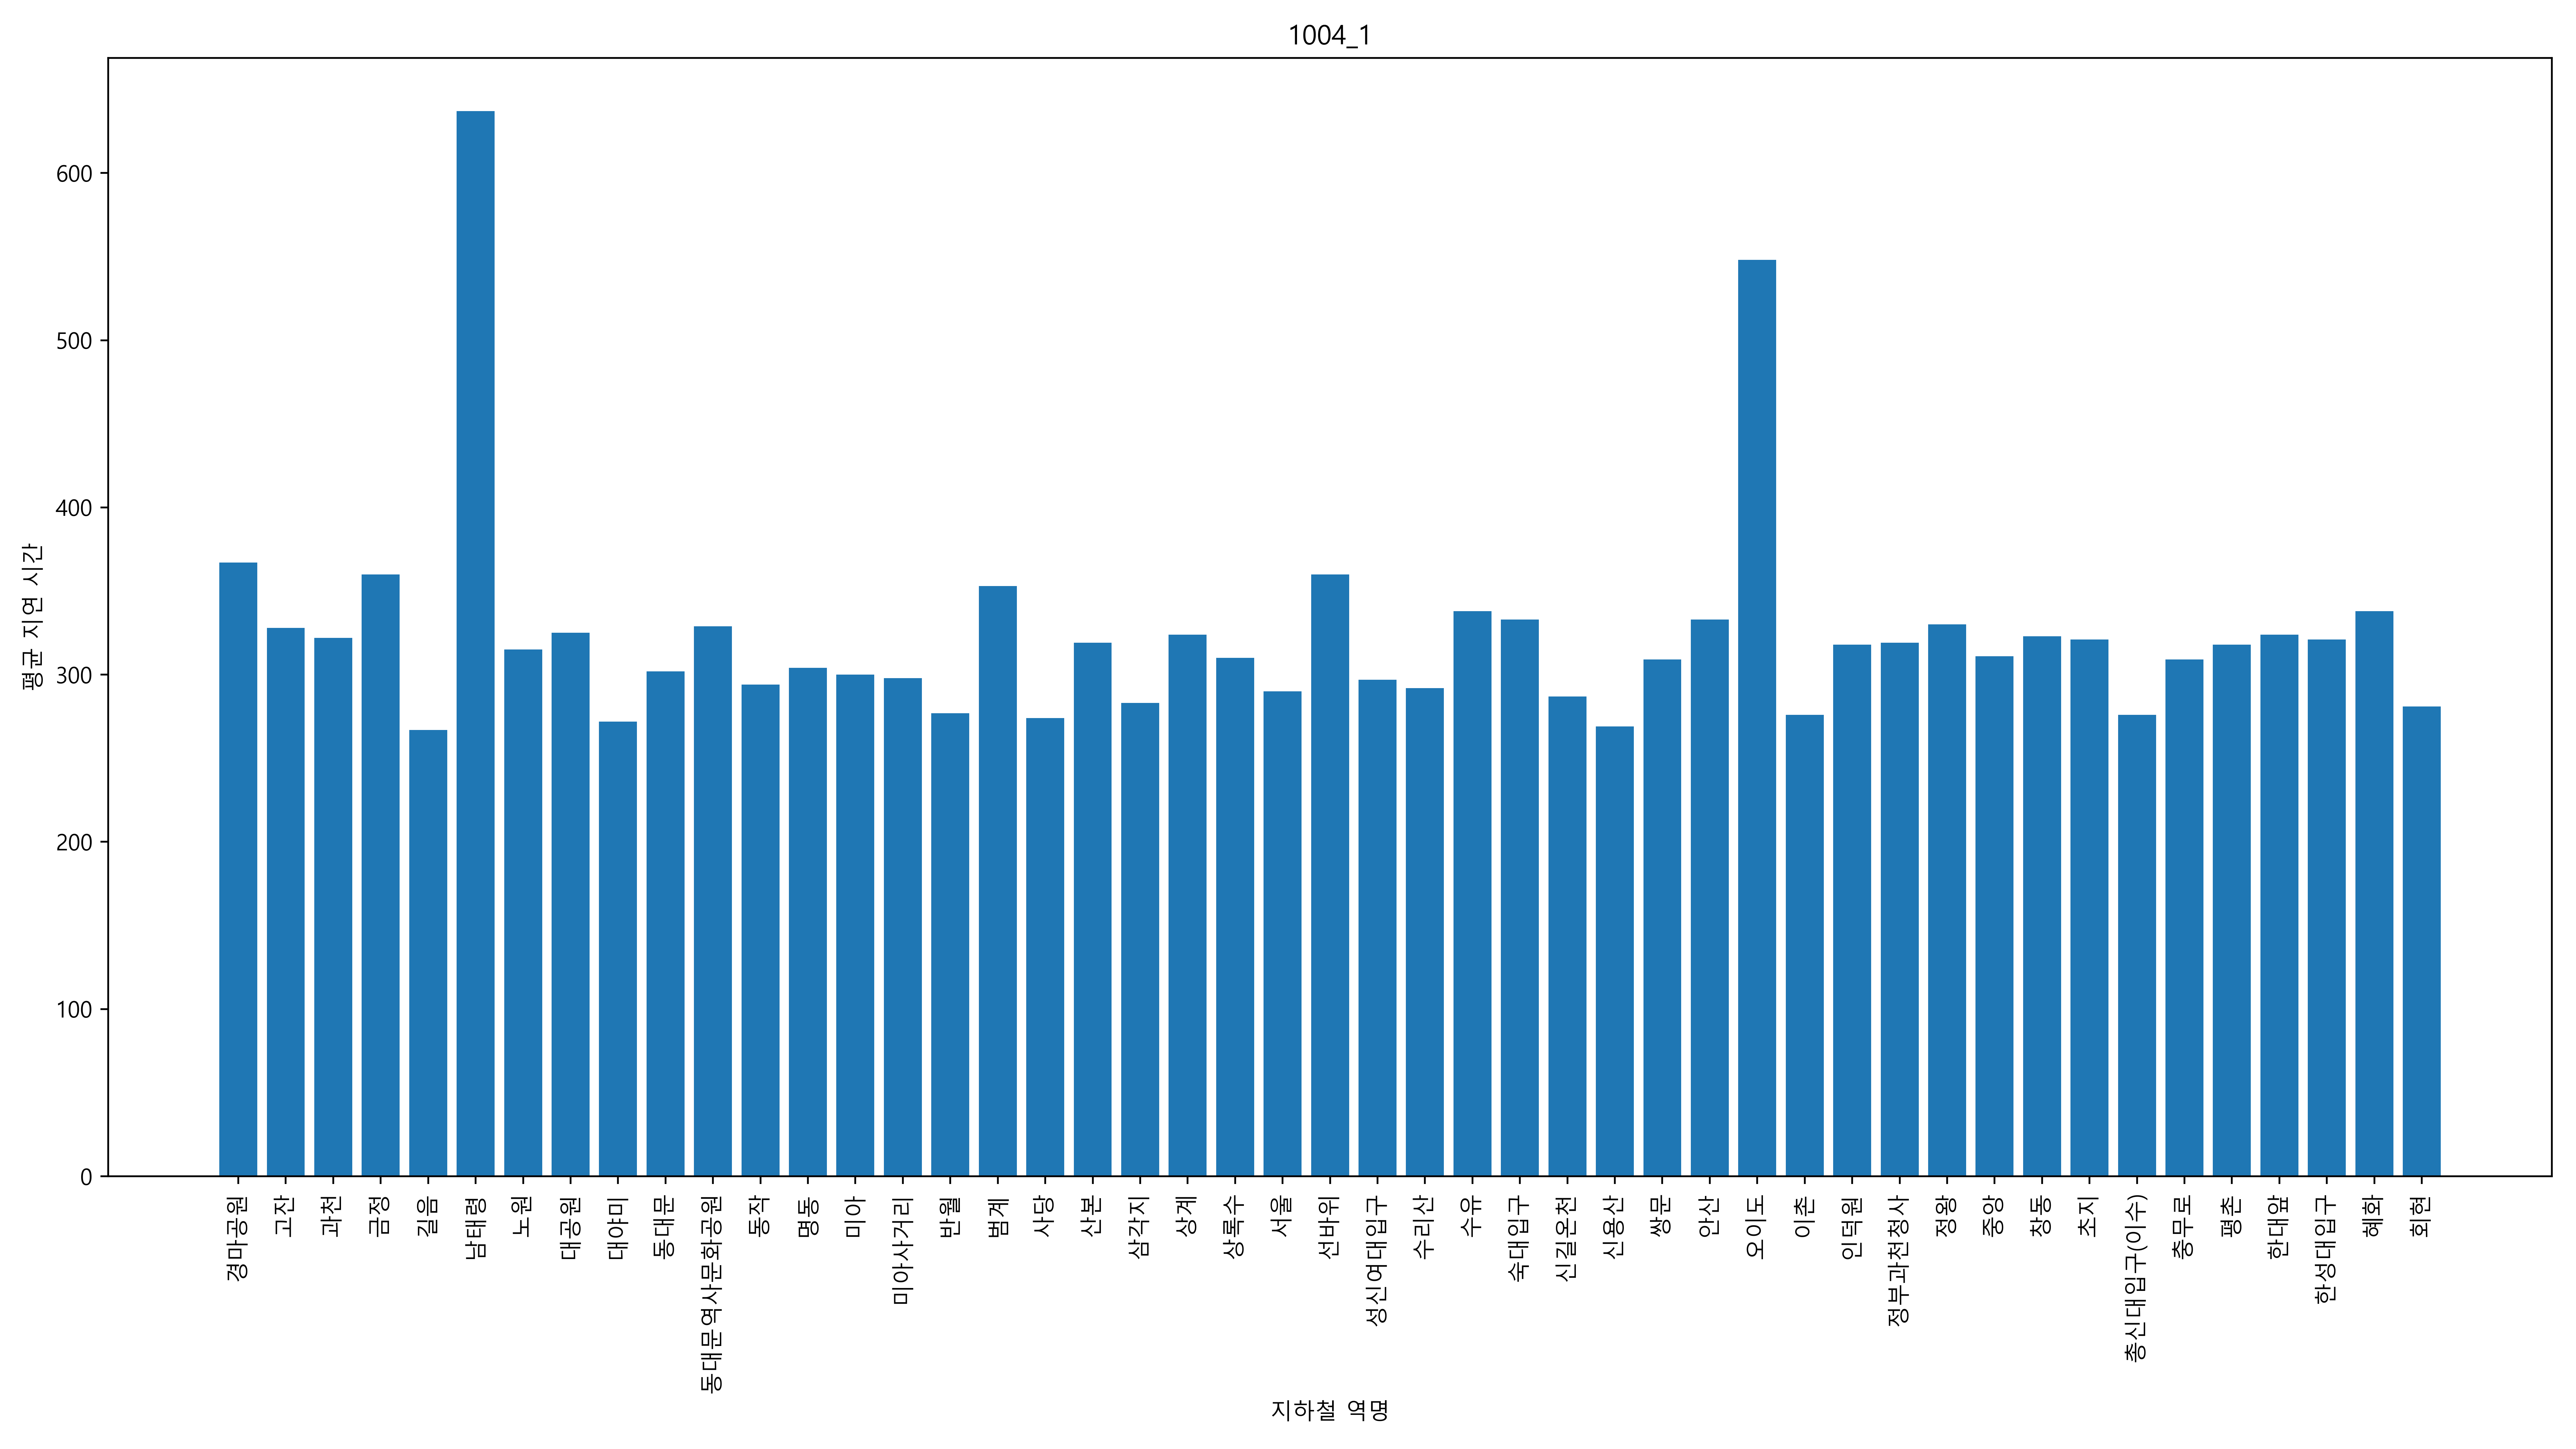 1004_1
평균 지연 시간
600
500
400
300
200
100
0
경마공원
고잔
과천
금정
길음
남태령
노원
대공원
대야미
동대문
동대문역사문화공원
동작
명동
미아
미아사거리
반월
범계
사당
산본
삼각지
상계
상록수
서울
선바위
성신여대입구
수리산
수유
숙대입구
신길온천
신용산
쌍문
안산
오이도
이촌
인덕원
정부과천청사
정왕
중앙
창동
초지
총신대입구(이수)
충무로
평촌
한대앞
한성대입구
혜화
회현
지하철 역명